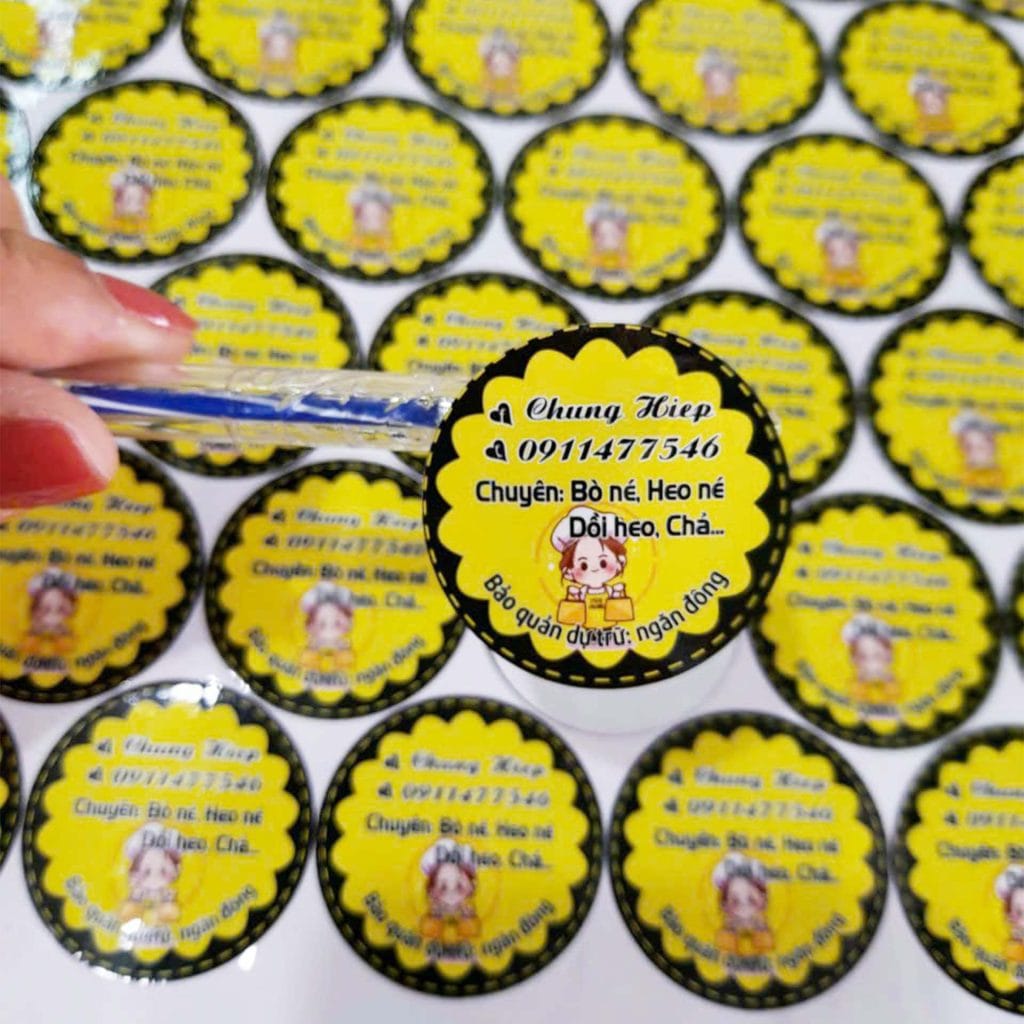 Chung Hiep
0911477546
Chuyên: Bò né, Heo né
Dồi heo, Chả...
Bảo quản dự trữ: ngăn đông